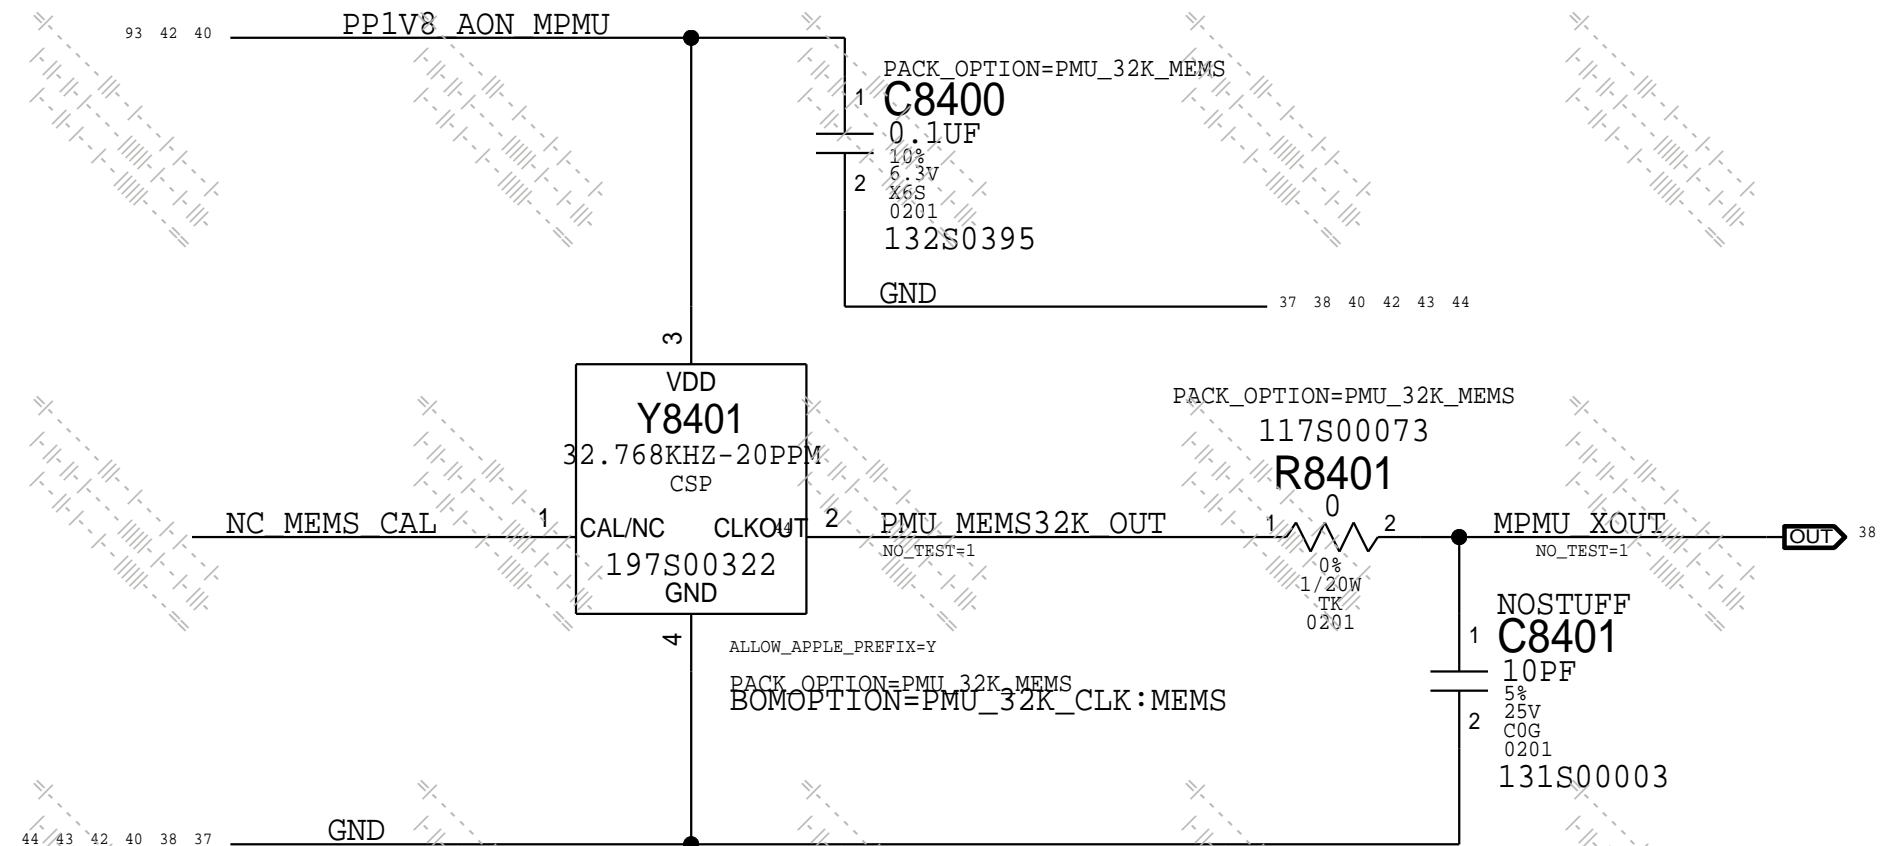 93 42 40
PP1V8_AON_MPMU
PACK_OPTION=PMU_32K_MEMS
1
C8400
0.1UF
10%
6.3V
2
X6S
0201
132S0395
GND
37 38 40 42 43 44
3
VDD
Y8401
32.768KHZ-20PPM
CSP
NC_MEMS_CAL
1
CAL/NC
CLKOUT
44
2
197S00322
GND
4
PMU_MEMS32K_OUT
NO_TEST=1
PACK_OPTION=PMU_32K_MEMS
117S00073
R8401
0
1
2
0%
1/20W
TK
0201
MPMU_XOUT
NO_TEST=1
OUT
38
ALLOW_APPLE_PREFIX=Y
PACK_OPTION=PMU_32K_MEMS
BOMOPTION=PMU_32K_CLK:MEMS
NOSTUFF
1
C8401
10PF
5%
25V
2
C0G
0201
131S00003
44 43 42 40 38 37
GND